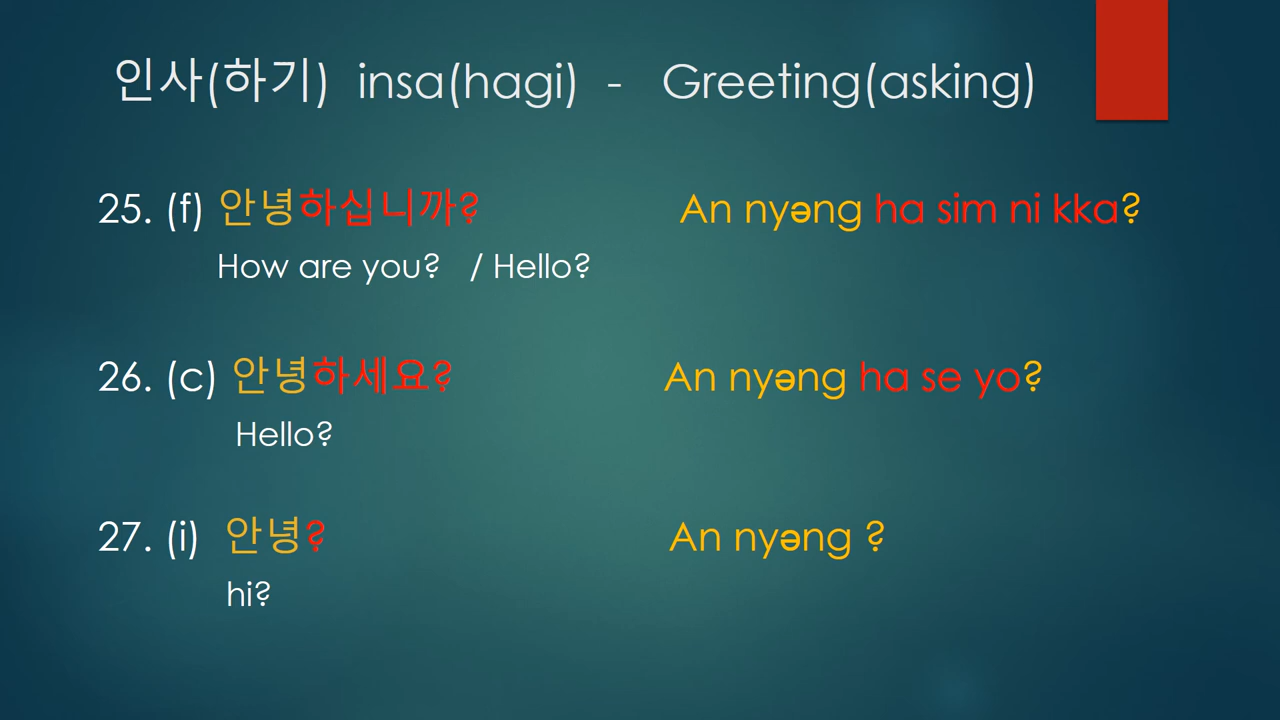 인사(하기) insa(hagi) - Greeting(asking)
25. (f) 안녕하십니까? An nyəng ha sim ni kka?
How are you? / Hello?
26. (c) 안녕하세요? An nyəng ha se yo?
Hello?
27. (i) 안녕? An nyəng ?
hi?